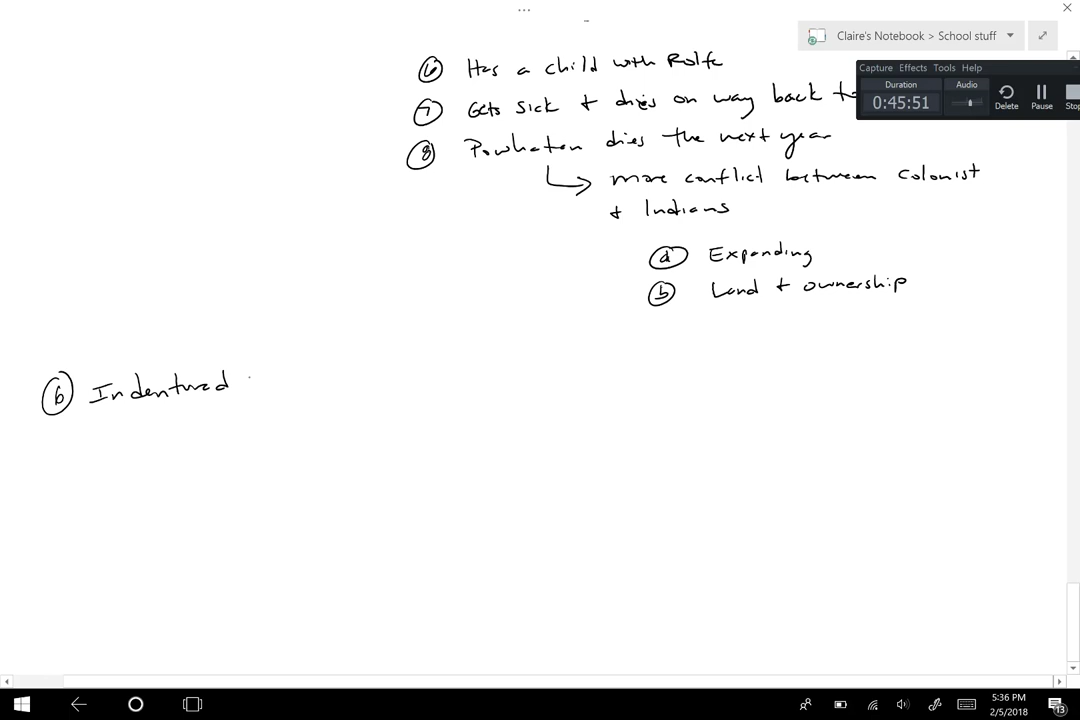 ...
Claire's Notebook > School stuff
Capture Effects Tools Help
Duration
0:45:51
Audio
Delete
Pause
Stop
⑥ Has a child with Rolfe
⑦ Gets sick + dies on way back to
⑧ Powhatan dies the next year
↳ more conflict between colonist
+ Indians
ⓐ Expanding
ⓑ Land + ownership
⑥ Indentured
5:36 PM
2/5/2018
13